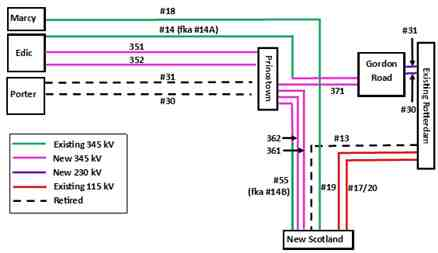 Marcy
#18
#14 (fka #14A)
Edic
351
352
Porter
#31
#30
Princetown
Gordon
Road
371
#31
#30
Existing Rotterdam
362
361
#13
#55
(fka #14B)
#19
#17/20
New Scotland
Existing 345 kV
New 345 kV
New 230 kV
Existing 115 kV
Retired